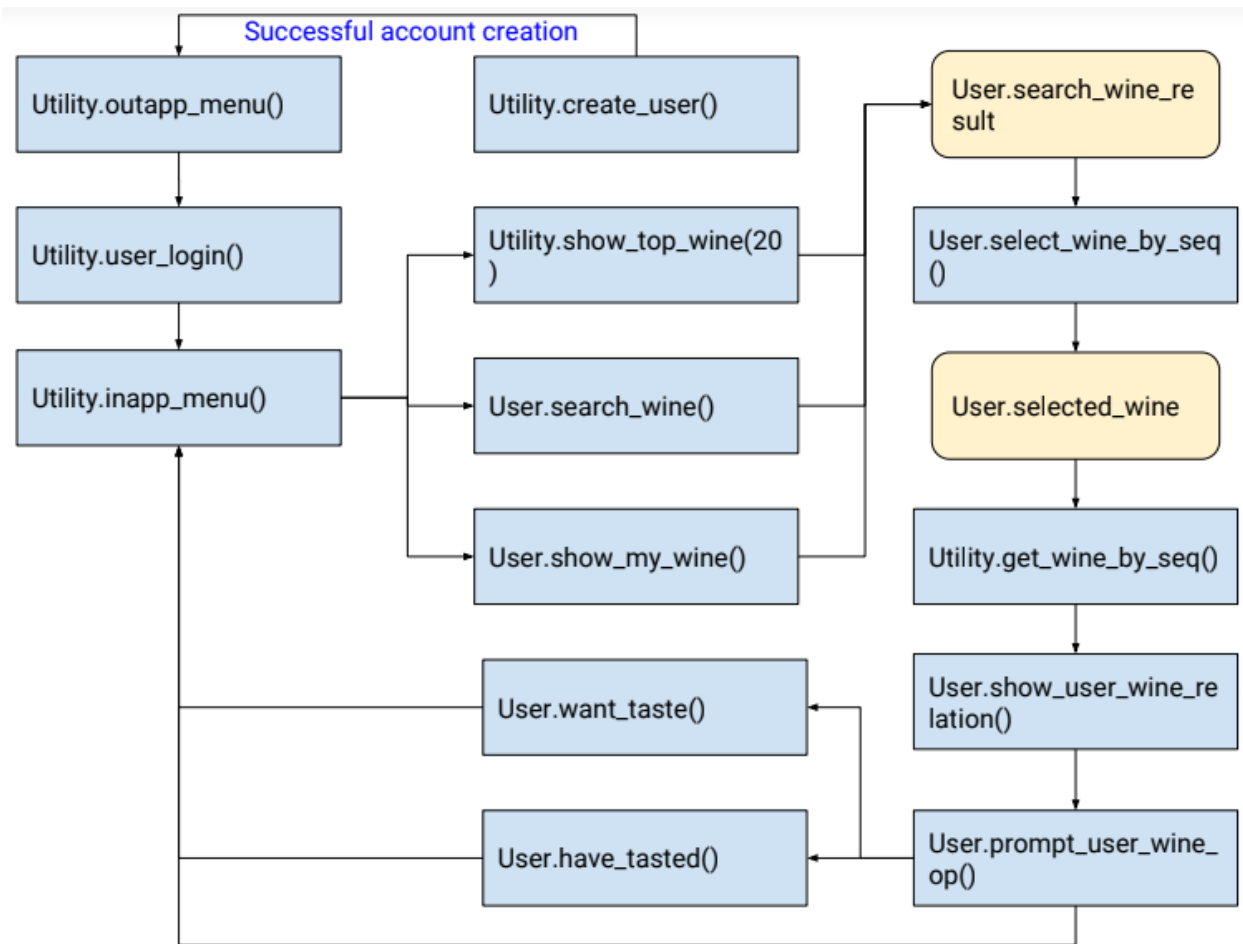 Successful account creation
Utility.outapp_menu()
Utility.create_user()
User.search_wine_re
sult
Utility.user_login()
Utility.show_top_wine(20
)
User.select_wine_by_seq
()
Utility.inapp_menu()
User.search_wine()
User.selected_wine
User.show_my_wine()
Utility.get_wine_by_seq()
User.want_taste()
User.show_user_wine_re
lation()
User.have_tasted()
User.prompt_user_wine_
op()